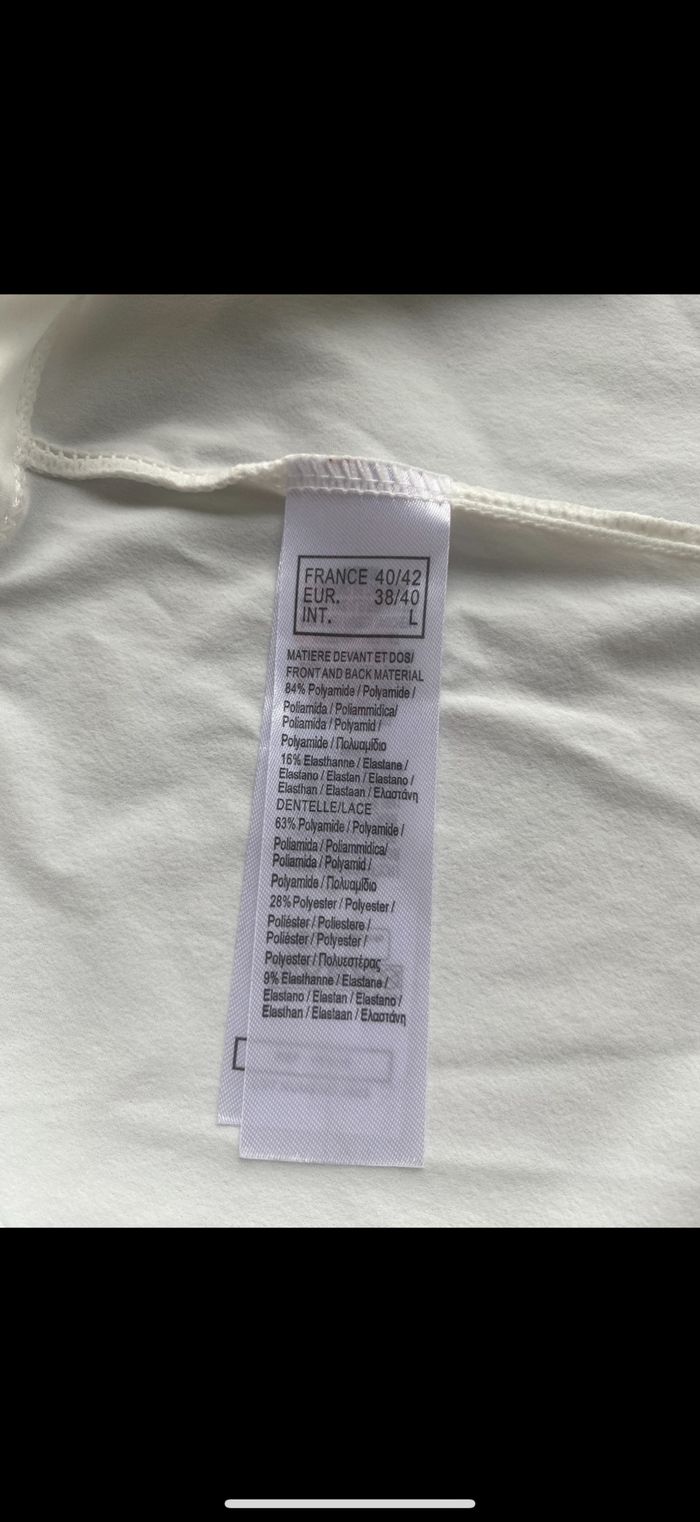 FRANCE 40/42
EUR. 38/40
INT. L
MATIERE DEVANT ET DOS/
FRONT AND BACK MATERIAL
84% Polyamide / Polyamide /
Poliamida / Poliammidica/
Poliamida / Polyamid /
Polyamide / Πολυαμίδιο
16% Elasthanne / Elastane /
Elastano / Elastan / Elastano /
Elasthan / Elastaan / Ελαστάνη
DENTELLE/LACE
63% Polyamide / Polyamide /
Poliamida / Poliammidica/
Poliamida / Polyamid /
Polyamide / Πολυαμίδιο
28% Polyester / Polyester /
Poliéster / Poliestere /
Poliéster / Polyester /
Polyester / Πολυεστέρας
9% Elasthanne / Elastane /
Elastano / Elastan / Elastano /
Elasthan / Elastaan / Ελαστάνη